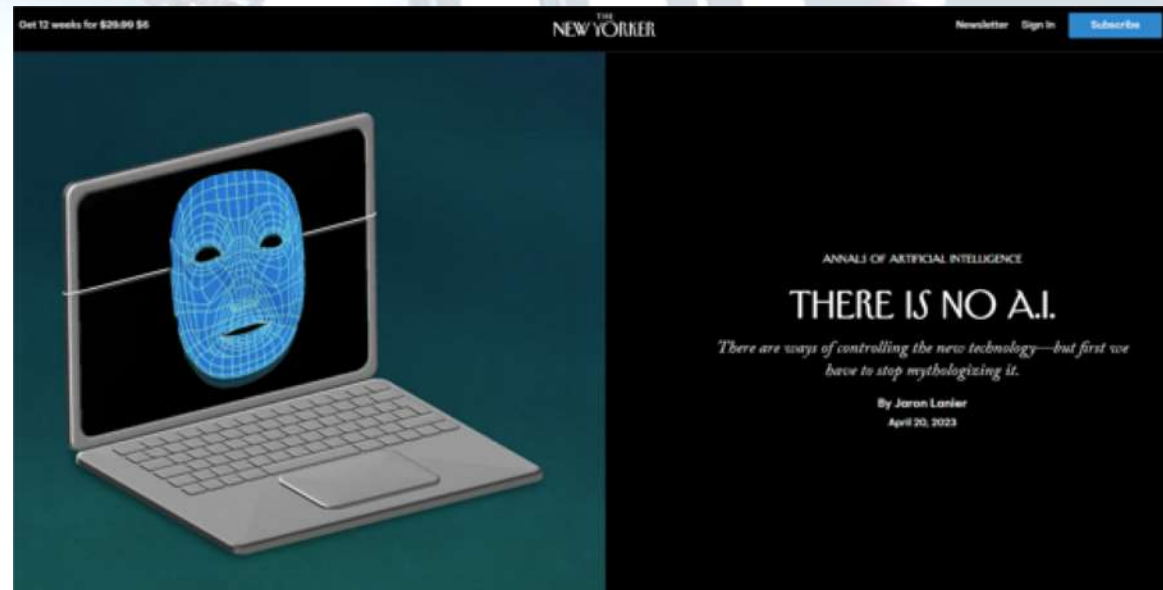 Get 12 weeks for $29.99 $6
THE
NEW YORKER
Newsletter Sign In Subscribe
ANNALS OF ARTIFICIAL INTELLIGENCE
THERE IS NO A.I.
There are ways of controlling the new technology—but first we
have to stop mythologizing it.
By Jaron Lanier
April 20, 2023